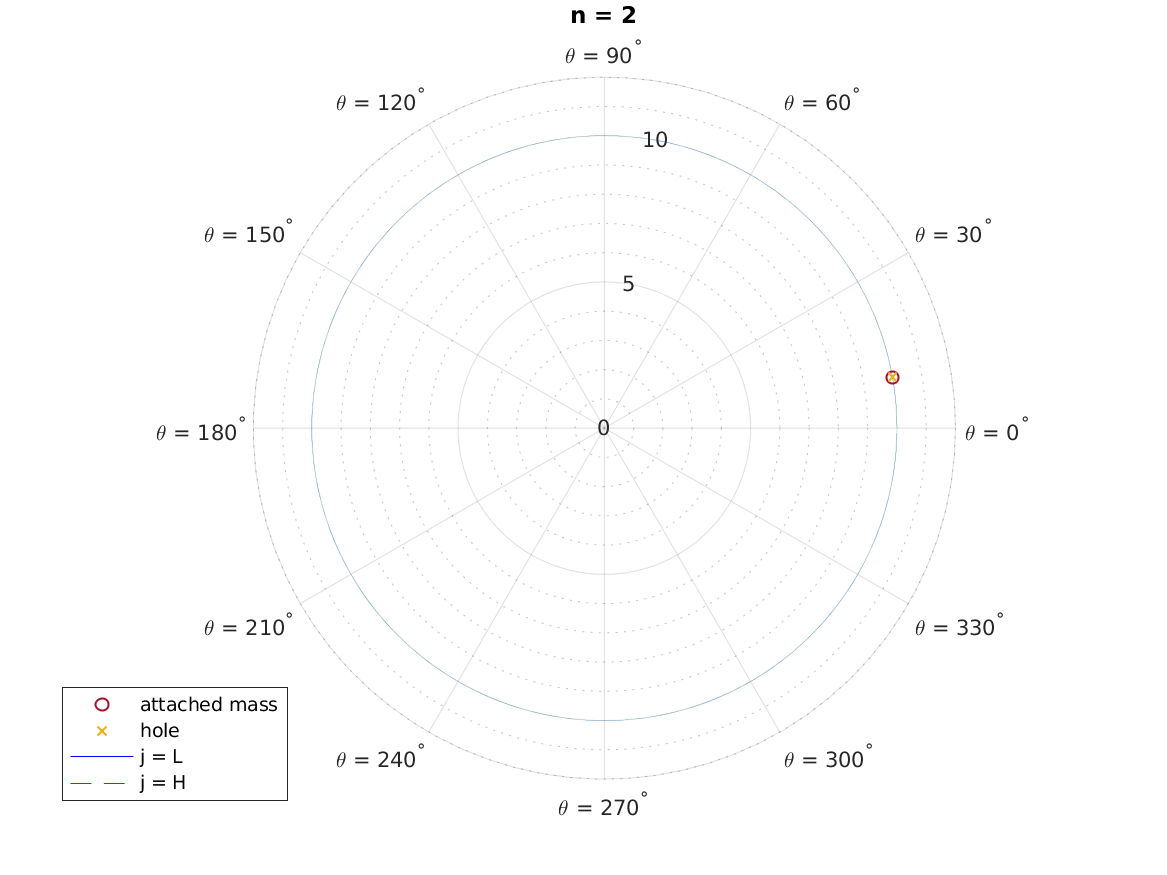 n = 2
θ = 90°
θ = 120°
θ = 60°
10
θ = 150°
θ = 30°
5
θ = 180°
0
θ = 0°
θ = 210°
θ = 330°
θ = 240°
θ = 300°
θ = 270°
attached mass
hole
j = L
j = H